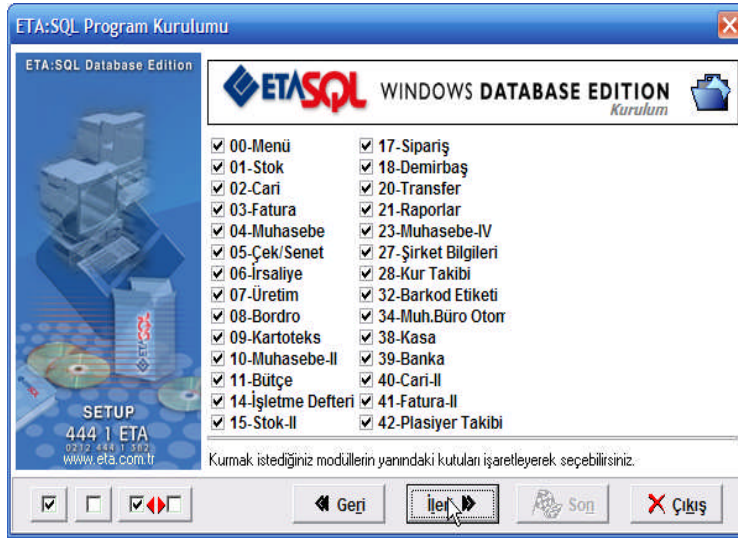 ETA:SQL Program Kurulumu
ETA:SQL Database Edition
ETASQL WINDOWS DATABASE EDITION
Kurulum
00-Menü
01-Stok
02-Cari
03-Fatura
04-Muhasebe
05-Çek/Senet
06-İrsaliye
07-Üretim
08-Bordro
09-Kartoteks
10-Muhasebe-II
11-Bütçe
14-İşletme Defteri
15-Stok-II
17-Sipariş
18-Demirbaş
20-Transfer
21-Raporlar
23-Muhasebe-IV
27-Şirket Bilgileri
28-Kur Takibi
32-Barkod Etiketi
34-Muh.Büro Otom
38-Kasa
39-Banka
40-Cari-II
41-Fatura-II
42-Plasiyer Takibi
ETASQL
SETUP
444 1 ETA
0212 444 1 382
www.eta.com.tr
Kurmak istediğiniz modüllerin yanındaki kutuları işaretleyerek seçebilirsiniz.
Geri
İleri
Son
Çıkış